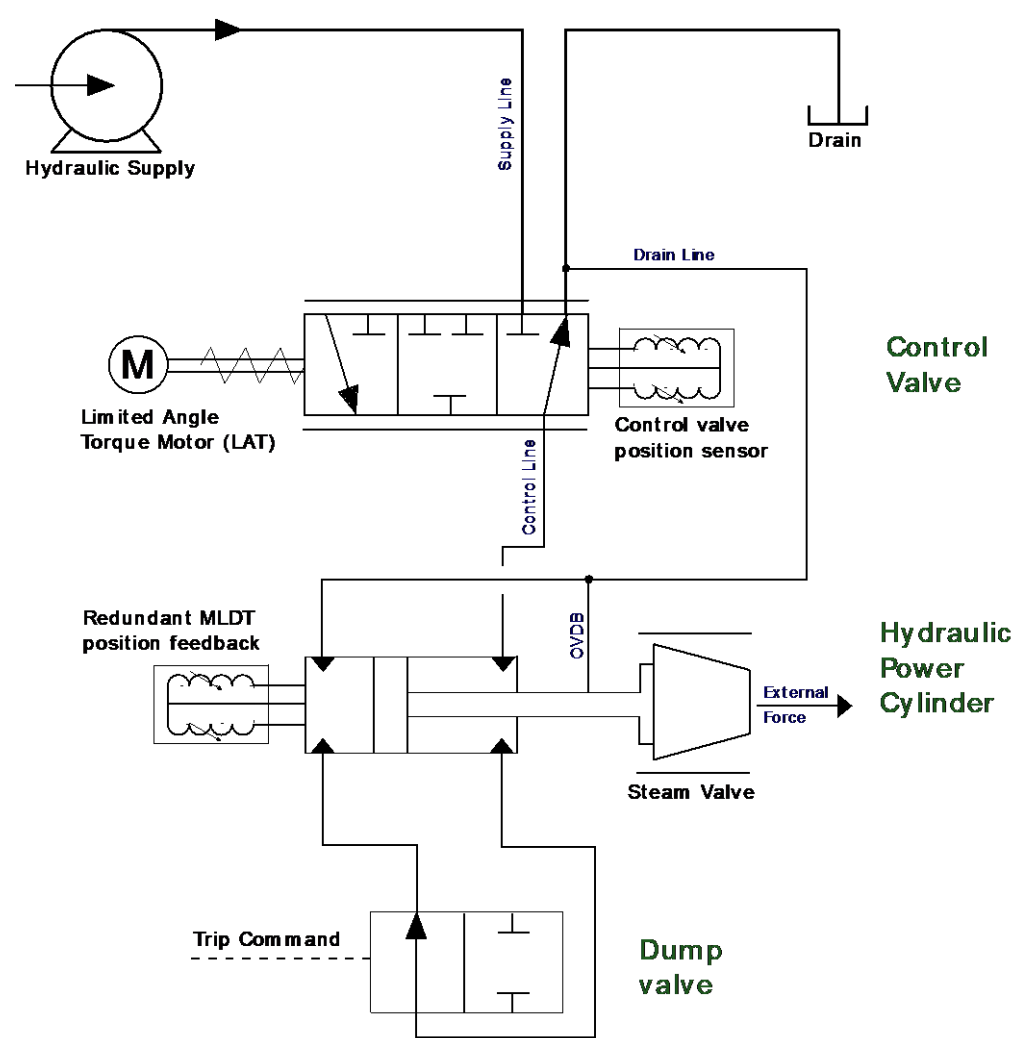 Hydraulic Supply
Supply Line
Drain
Drain Line
M
Limited Angle
Torque Motor (LAT)
Control valve
position sensor
Control
Valve
Control Line
Redundant MLDT
position feedback
OVDB
External
Force
Hydraulic
Power
Cylinder
Steam Valve
Trip Command
Dump
valve